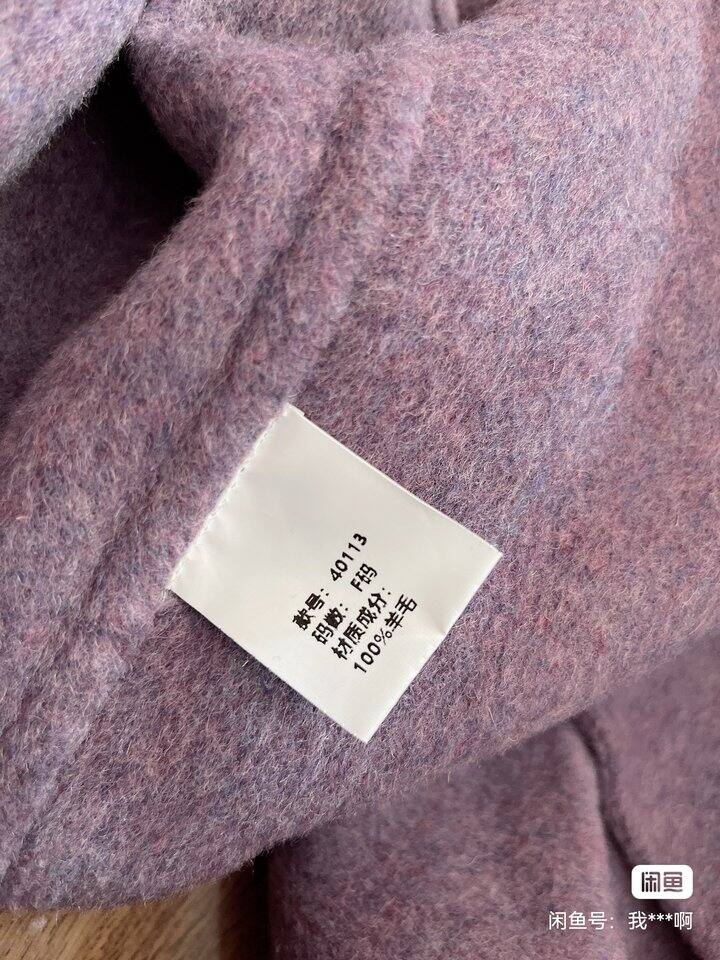 款号：40113
码数：F码
材质成分：
100%羊毛
闲鱼
闲鱼号：我***啊